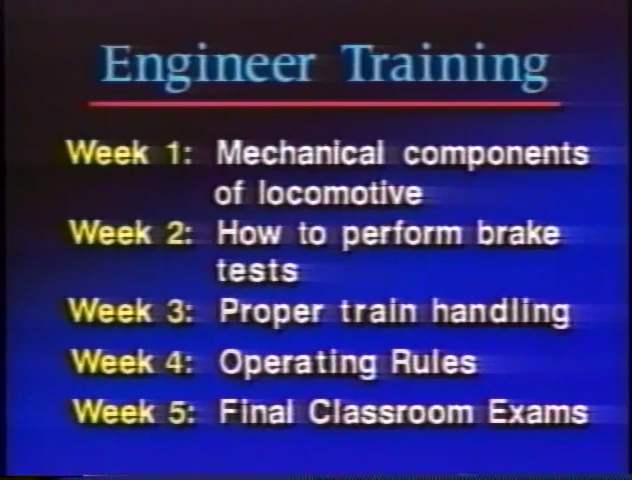 Engineer Training
Week 1: Mechanical components
of locomotive
Week 2: How to perform brake
tests
Week 3: Proper train handling
Week 4: Operating Rules
Week 5: Final Classroom Exams